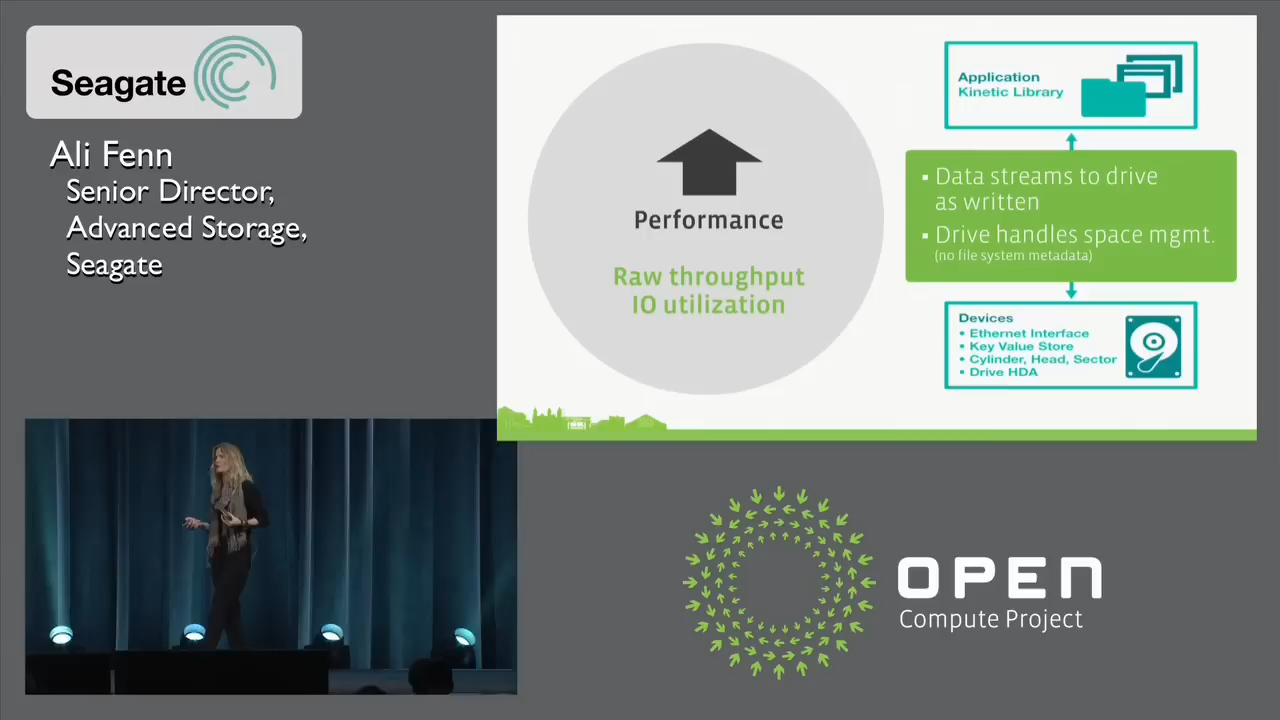 Seagate
Ali Fenn
Senior Director,
Advanced Storage,
Seagate
Performance
Raw throughput
IO utilization
Application
Kinetic Library
▪ Data streams to drive
as written
▪ Drive handles space mgmt.
(no file system metadata)
Devices
• Ethernet Interface
• Key Value Store
• Cylinder, Head, Sector
• Drive HDA
OPEN
Compute Project